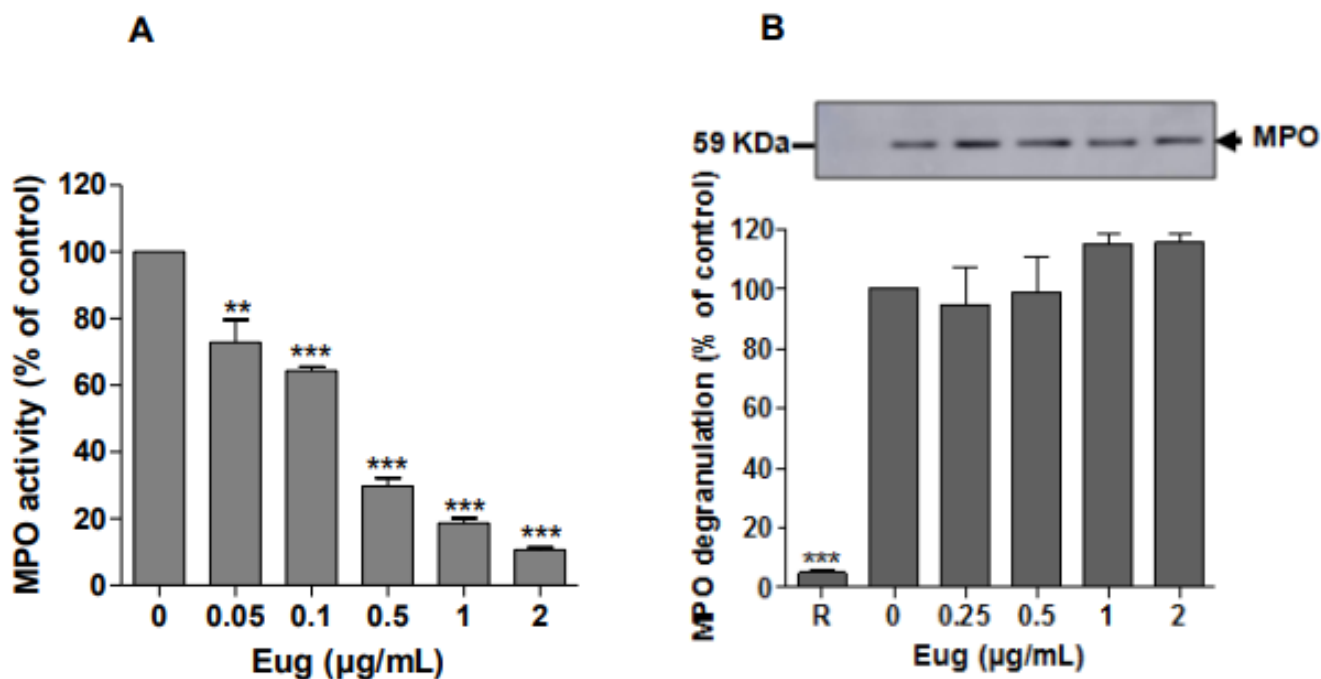 A
MPO activity (% of control)
120
100
80
60
40
20
0
**
***
***
***
***
0 0.05 0.1 0.5 1 2
Eug (µg/mL)
B
59 KDa
MPO
MPO degranulation (% of control)
120
100
80
60
40
20
0
***
R 0 0.25 0.5 1 2
Eug (µg/mL)